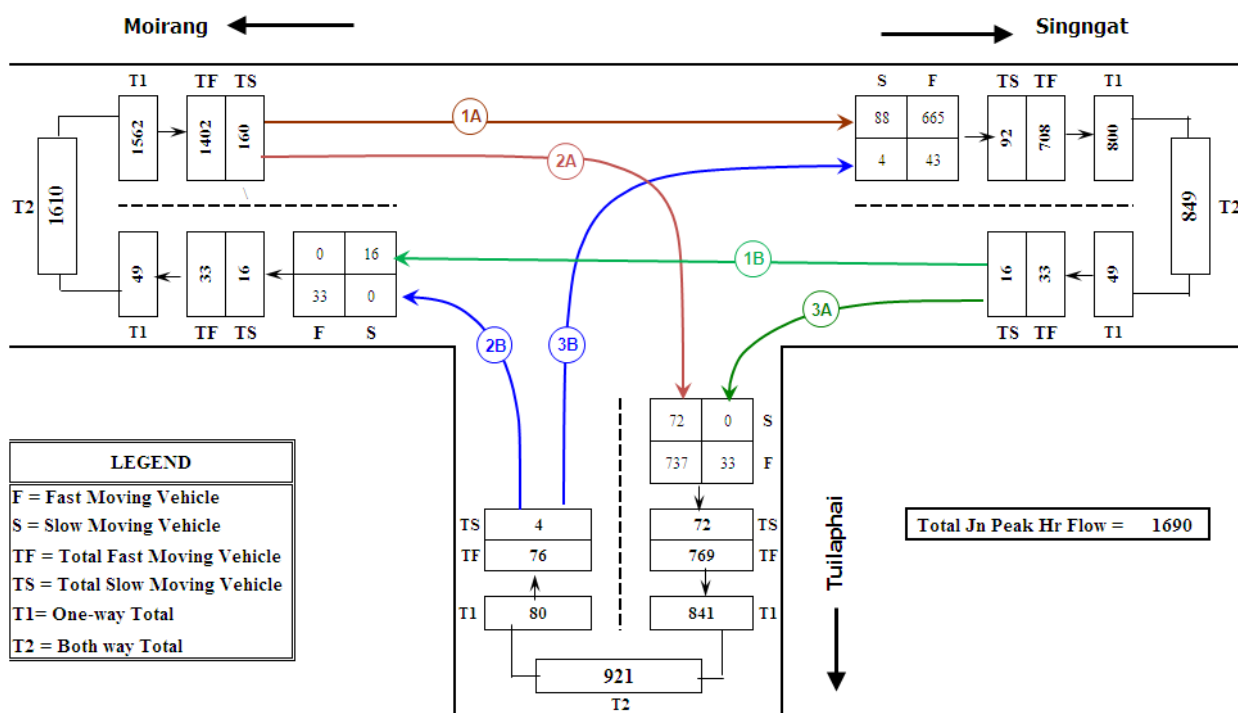 Moirang
Singngat
T1 TF TS
S F TS TF T1
1562 1402 160
1A
88 665 92 708 800
2A
4 43
T2 1610
849 T2
49 33 16
0 16
1B
16 33 49
33 0
3A
T1 TF TS F S
2B 3B
TS TF T1
72 0 S
737 33 F
LEGEND
F = Fast Moving Vehicle
S = Slow Moving Vehicle
TF = Total Fast Moving Vehicle
TS = Total Slow Moving Vehicle
T1= One-way Total
T2 = Both way Total
TS 4
TF 76
T1 80
72 TS
769 TF
841 T1
921
T2
Tuilaphai
Total Jn Peak Hr Flow = 1690